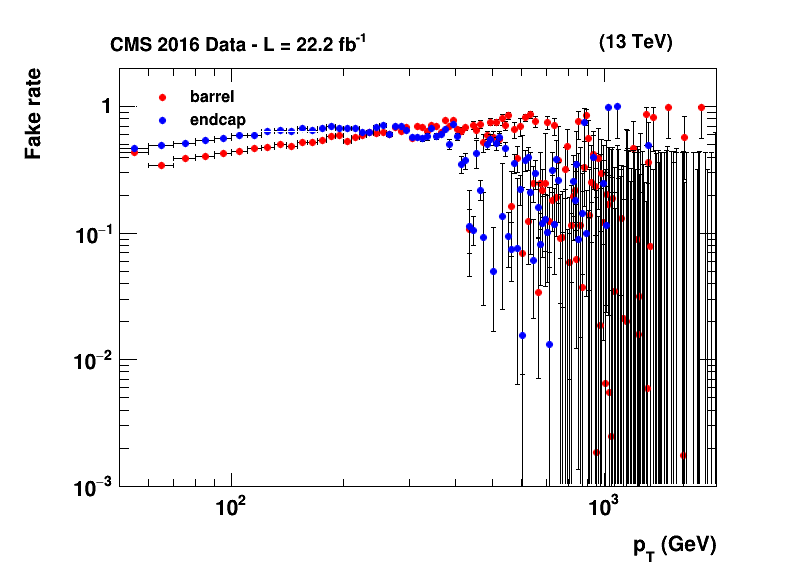 CMS 2016 Data - L = 22.2 fb⁻¹
(13 TeV)
Fake rate
barrel
endcap
1
10⁻¹
10⁻²
10⁻³
10²
10³
p_T (GeV)